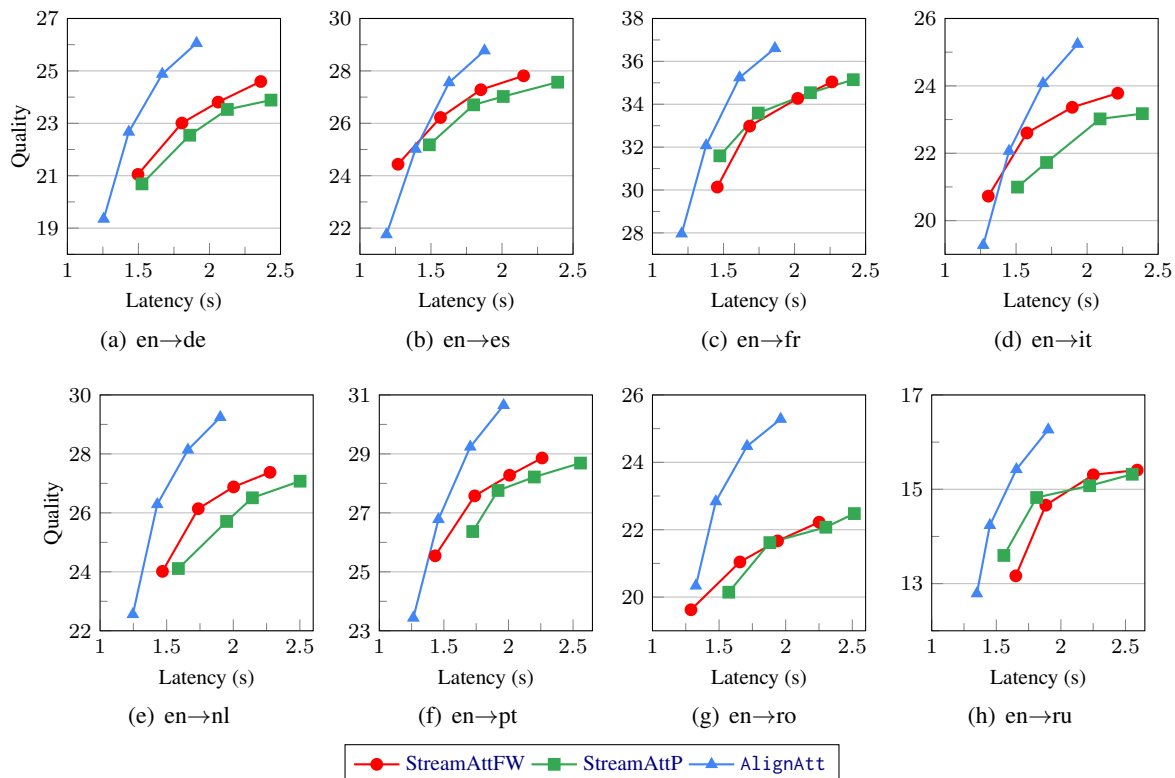 27
25
23
21
19
1 1.5 2 2.5
Quality
Latency (s)
(a) en→de
30
28
26
24
22
1 1.5 2 2.5
Latency (s)
(b) en→es
38
36
34
32
30
28
1 1.5 2 2.5
Latency (s)
(c) en→fr
26
24
22
20
1 1.5 2 2.5
Latency (s)
(d) en→it
30
28
26
24
22
1 1.5 2 2.5
Quality
Latency (s)
(e) en→nl
31
29
27
25
23
1 1.5 2 2.5
Latency (s)
(f) en→pt
26
24
22
20
1 1.5 2 2.5
Latency (s)
(g) en→ro
17
15
13
1 1.5 2 2.5
Latency (s)
(h) en→ru
StreamAttFW StreamAttP AlignAtt